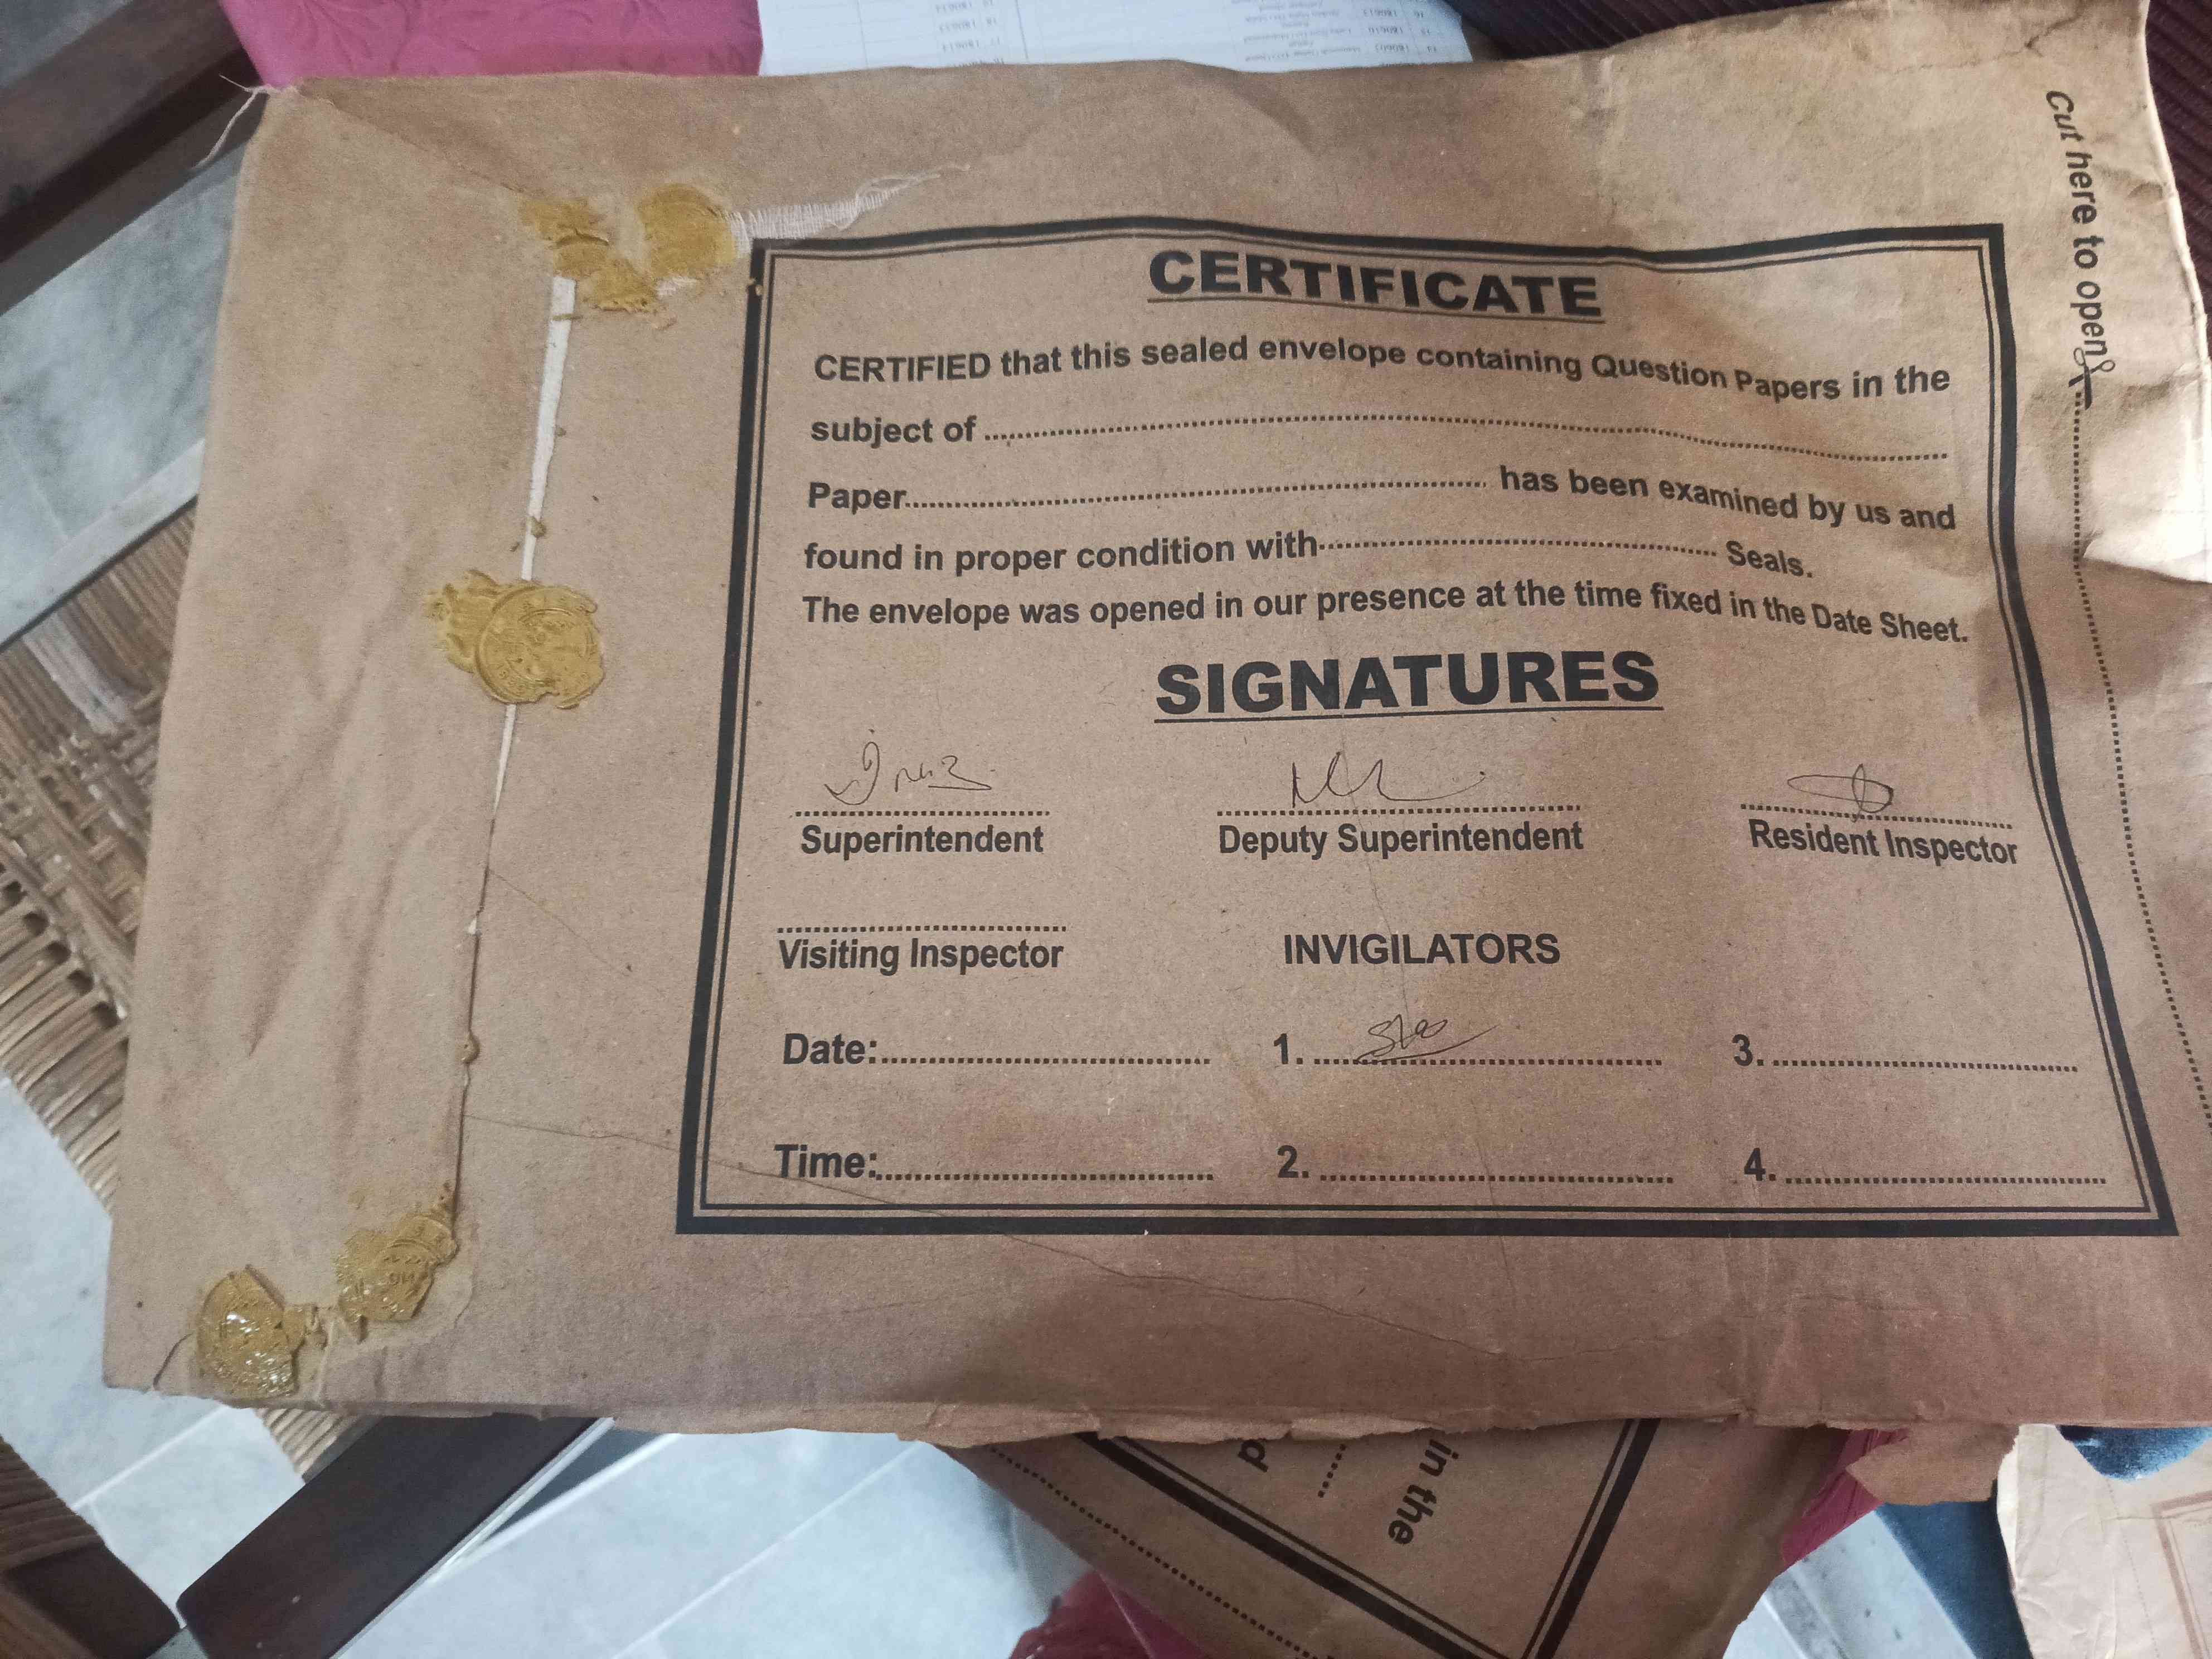 Cut here to open
CERTIFICATE
CERTIFIED that this sealed envelope containing Question Papers in the
subject of ........................................
Paper........................................ has been examined by us and
found in proper condition with........................................ Seals.
The envelope was opened in our presence at the time fixed in the Date Sheet.
SIGNATURES
Superintendent Deputy Superintendent Resident Inspector
Visiting Inspector INVIGILATORS
Date:.............................. 1. .............................. 3. ..............................
Time:.............................. 2. .............................. 4. ..............................
in the